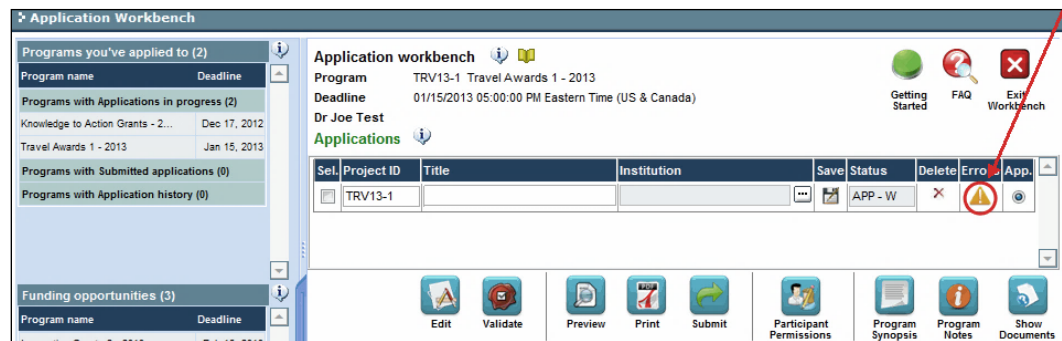 Application Workbench
Programs you've applied to (2)
Program name Deadline
Programs with Applications in progress (2)
Knowledge to Action Grants - 2... Dec 17, 2012
Travel Awards 1 - 2013 Jan 15, 2013
Programs with Submitted applications (0)
Programs with Application history (0)
Funding opportunities (3)
Program name Deadline
Application workbench
Program TRV13-1 Travel Awards 1 - 2013
Deadline 01/15/2013 05:00:00 PM Eastern Time (US & Canada)
Dr Joe Test
Applications
Getting Started
FAQ
Exit Workbench
Sel. Project ID Title Institution Save Status Delete Errors App.
TRV13-1 APP - W
Edit Validate Preview Print Submit Participant Permissions Program Synopsis Program Notes Show Documents